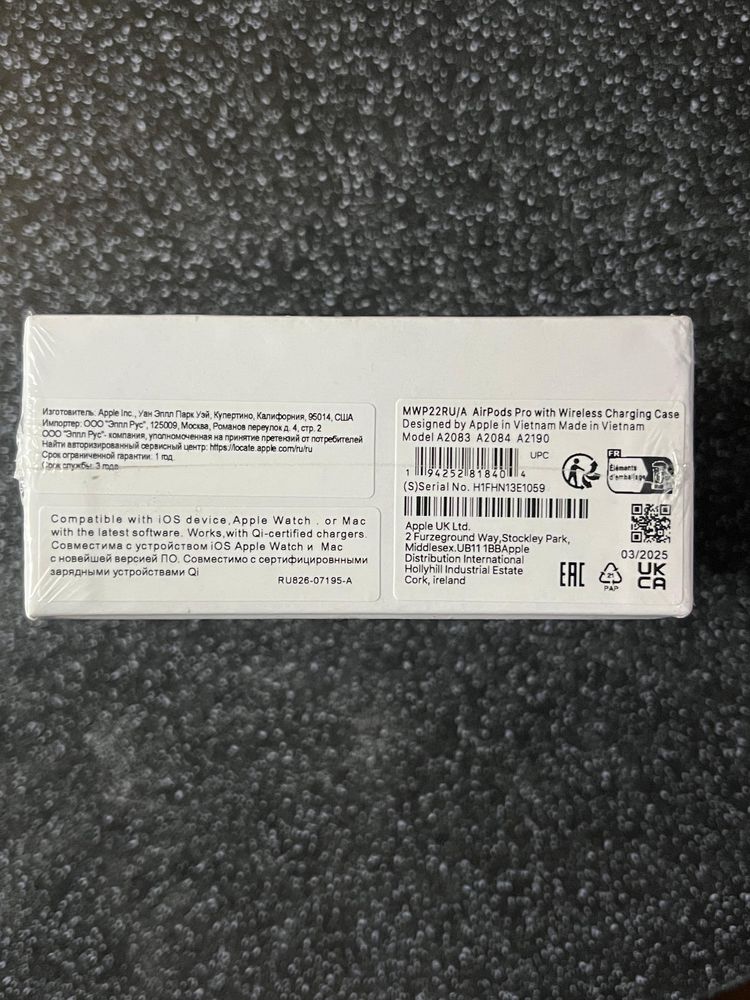 Изготовитель: Apple Inc., Уан Эппл Парк Уэй, Купертино, Калифорния, 95014, США
Импортер: ООО "Эппл Рус", 125009, Москва, Романов переулок д. 4, стр. 2
ООО "Эппл Рус"- компания, уполномоченная на принятие претензий от потребителей
Найти авторизированный сервисный центр: https://locate.apple.com/ru/ru
Срок ограниченной гарантии: 1 год
Срок службы: 3 года
Compatible with iOS device, Apple Watch . or Mac
with the latest software. Works, with Qi-certified chargers.
Совместима с устройством iOS Apple Watch и Mac
с новейшей версией ПО. Совместимо с сертифицировнными
зарядными устройствами Qi
RU826-07195-A
MWP22RU/A AirPods Pro with Wireless Charging Case
Designed by Apple in Vietnam Made in Vietnam
Model A2083 A2084 A2190
UPC
1 94252 81840 4
(S)Serial No. H1FHN13E1059
FR
Éléments
d'emballage
Apple UK Ltd.
2 Furzeground Way,Stockley Park,
Middlesex.UB11 1BBApple
Distribution International
Hollyhill Industrial Estate
Cork, ireland
03/2025
EAC
21
PAP
UK
CA